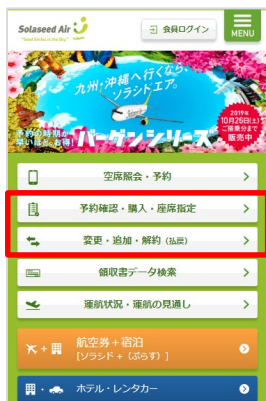 Solaseed Air
"Seed Smiles in the Sky"
会員ログイン
MENU
九州・沖縄へ行くなら、
ソラシドエア。
2019年
10月26日(土)
ご搭乗分まで
販売中
予約の時期が
早いほどお得!
バーゲンシリーズ
空席照会・予約
予約確認・購入・座席指定
変更・追加・解約 (払戻)
領収書データ検索
運航状況・運航の見通し
航空券+宿泊
[ソラシド+(ぷらす)]
ホテル・レンタカー